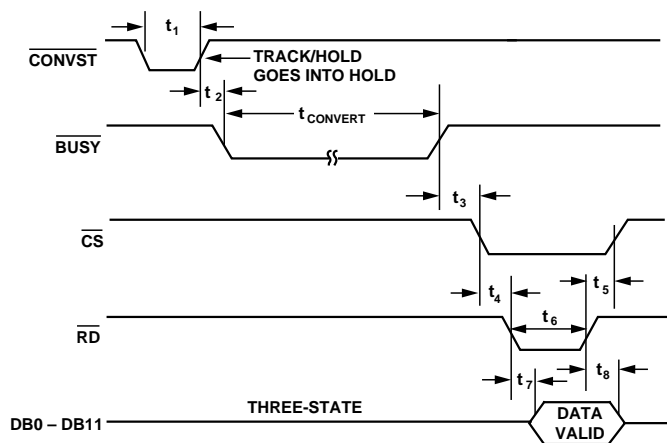 t1
CONVST
TRACK/HOLD
GOES INTO HOLD
t2
tCONVERT
BUSY
t3
CS
t4
t5
t6
RD
t7
t8
THREE-STATE
DB0 – DB11
DATA
VALID